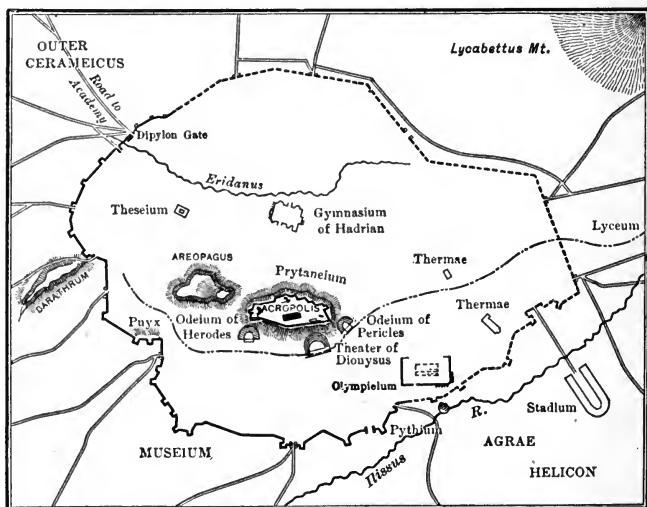 OUTER
CERAMEICUS
Lycabettus Mt.
Road to
Academy
Dipylon Gate
Eridanus
Theseium
Gymnasium
of Hadrian
Lyceum
AREOPAGUS
Prytaneium
Thermae
DARATHRUM
ACROPOLIS
Thermae
Pnyx
Odeium of
Herodes
Odeium of
Pericles
Theater of
Dionysus
Olympieium
Stadium
R.
Pythium
AGRAE
MUSEIUM
Ilissus
HELICON